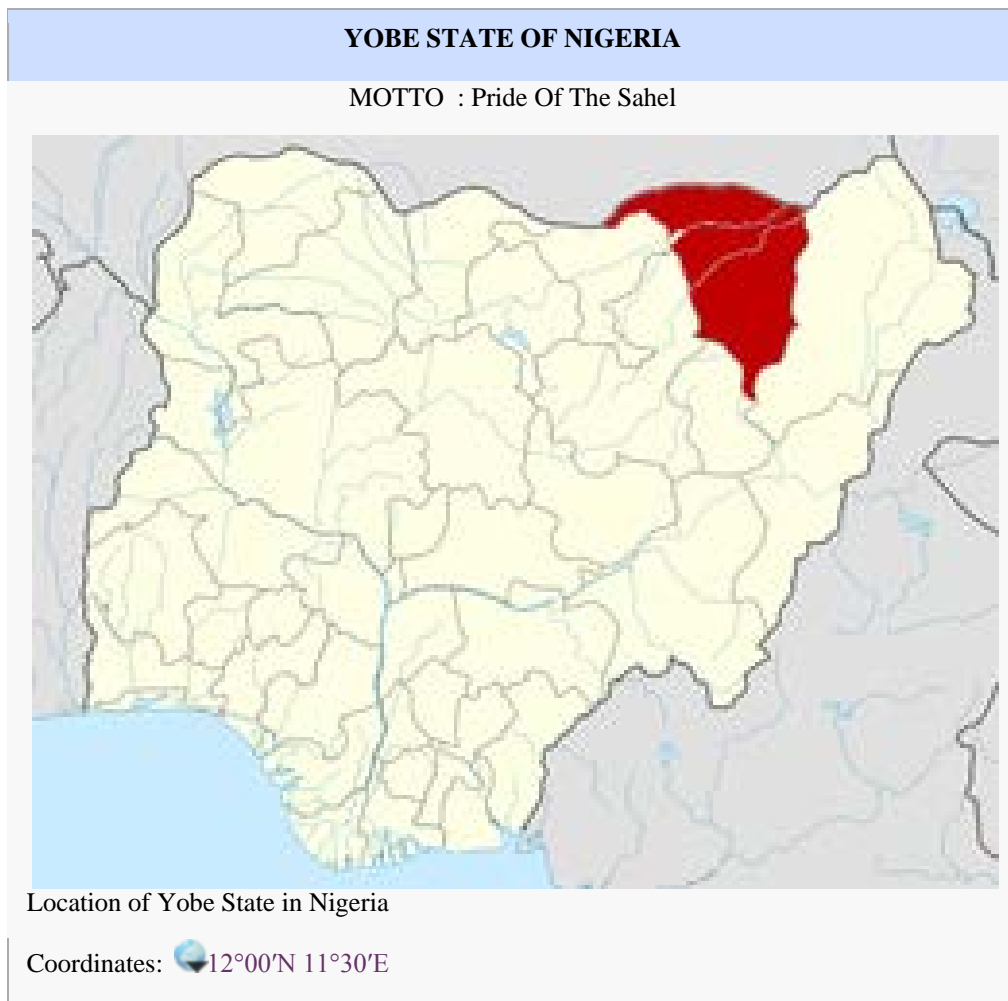 YOBE STATE OF NIGERIA
MOTTO : Pride Of The Sahel
Location of Yobe State in Nigeria
Coordinates: 12°00′N 11°30′E